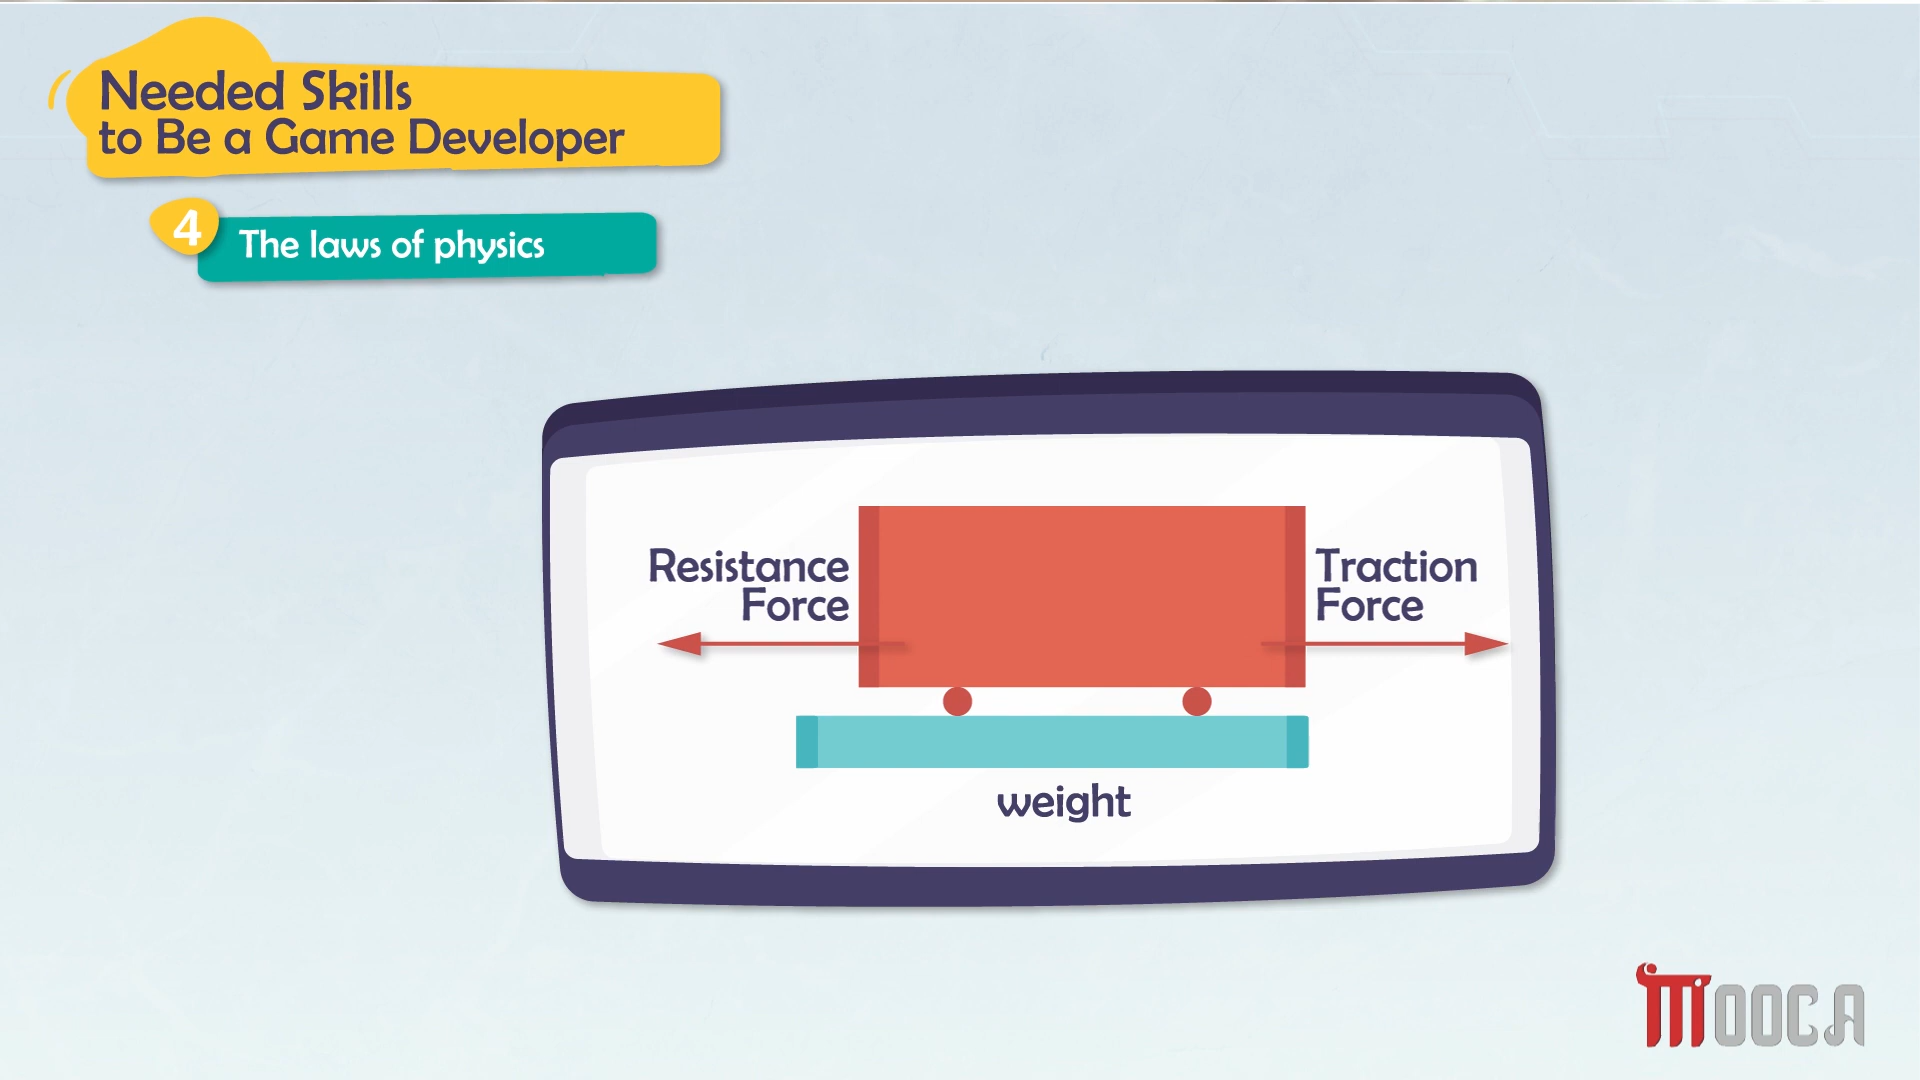 Needed Skills
to Be a Game Developer
4
The laws of physics
Resistance
Force
Traction
Force
weight
MOOCA